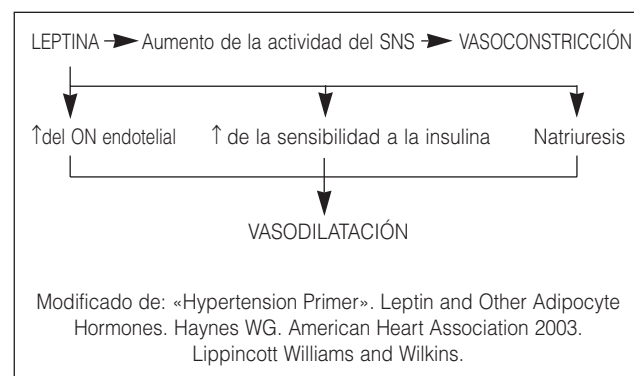 LEPTINA Aumento de la actividad del SNS VASOCONSTRICCIÓN
↑del ON endotelial ↑ de la sensibilidad a la insulina Natriuresis
VASODILATACIÓN
Modificado de: «Hypertension Primer». Leptin and Other Adipocyte
Hormones. Haynes WG. American Heart Association 2003.
Lippincott Williams and Wilkins.